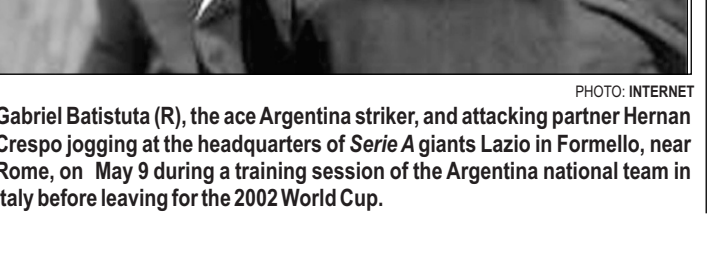 PHOTO: INTERNET
Gabriel Batistuta (R), the ace Argentina striker, and attacking partner Hernan
Crespo jogging at the headquarters of Serie A giants Lazio in Formello, near
Rome, on May 9 during a training session of the Argentina national team in
Italy before leaving for the 2002 World Cup.